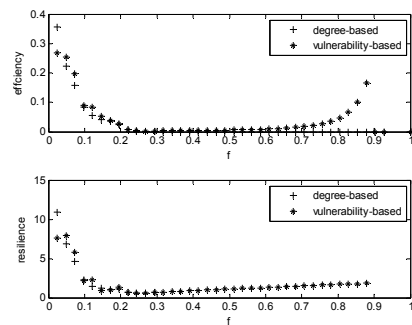 0.4
0.3
0.2
0.1
0
effciency
+ degree-based
* vulnerability-based
0 0.1 0.2 0.3 0.4 0.5 0.6 0.7 0.8 0.9 1
f
15
10
5
0
resilience
+ degree-based
* vulnerability-based
0 0.1 0.2 0.3 0.4 0.5 0.6 0.7 0.8 0.9 1
f